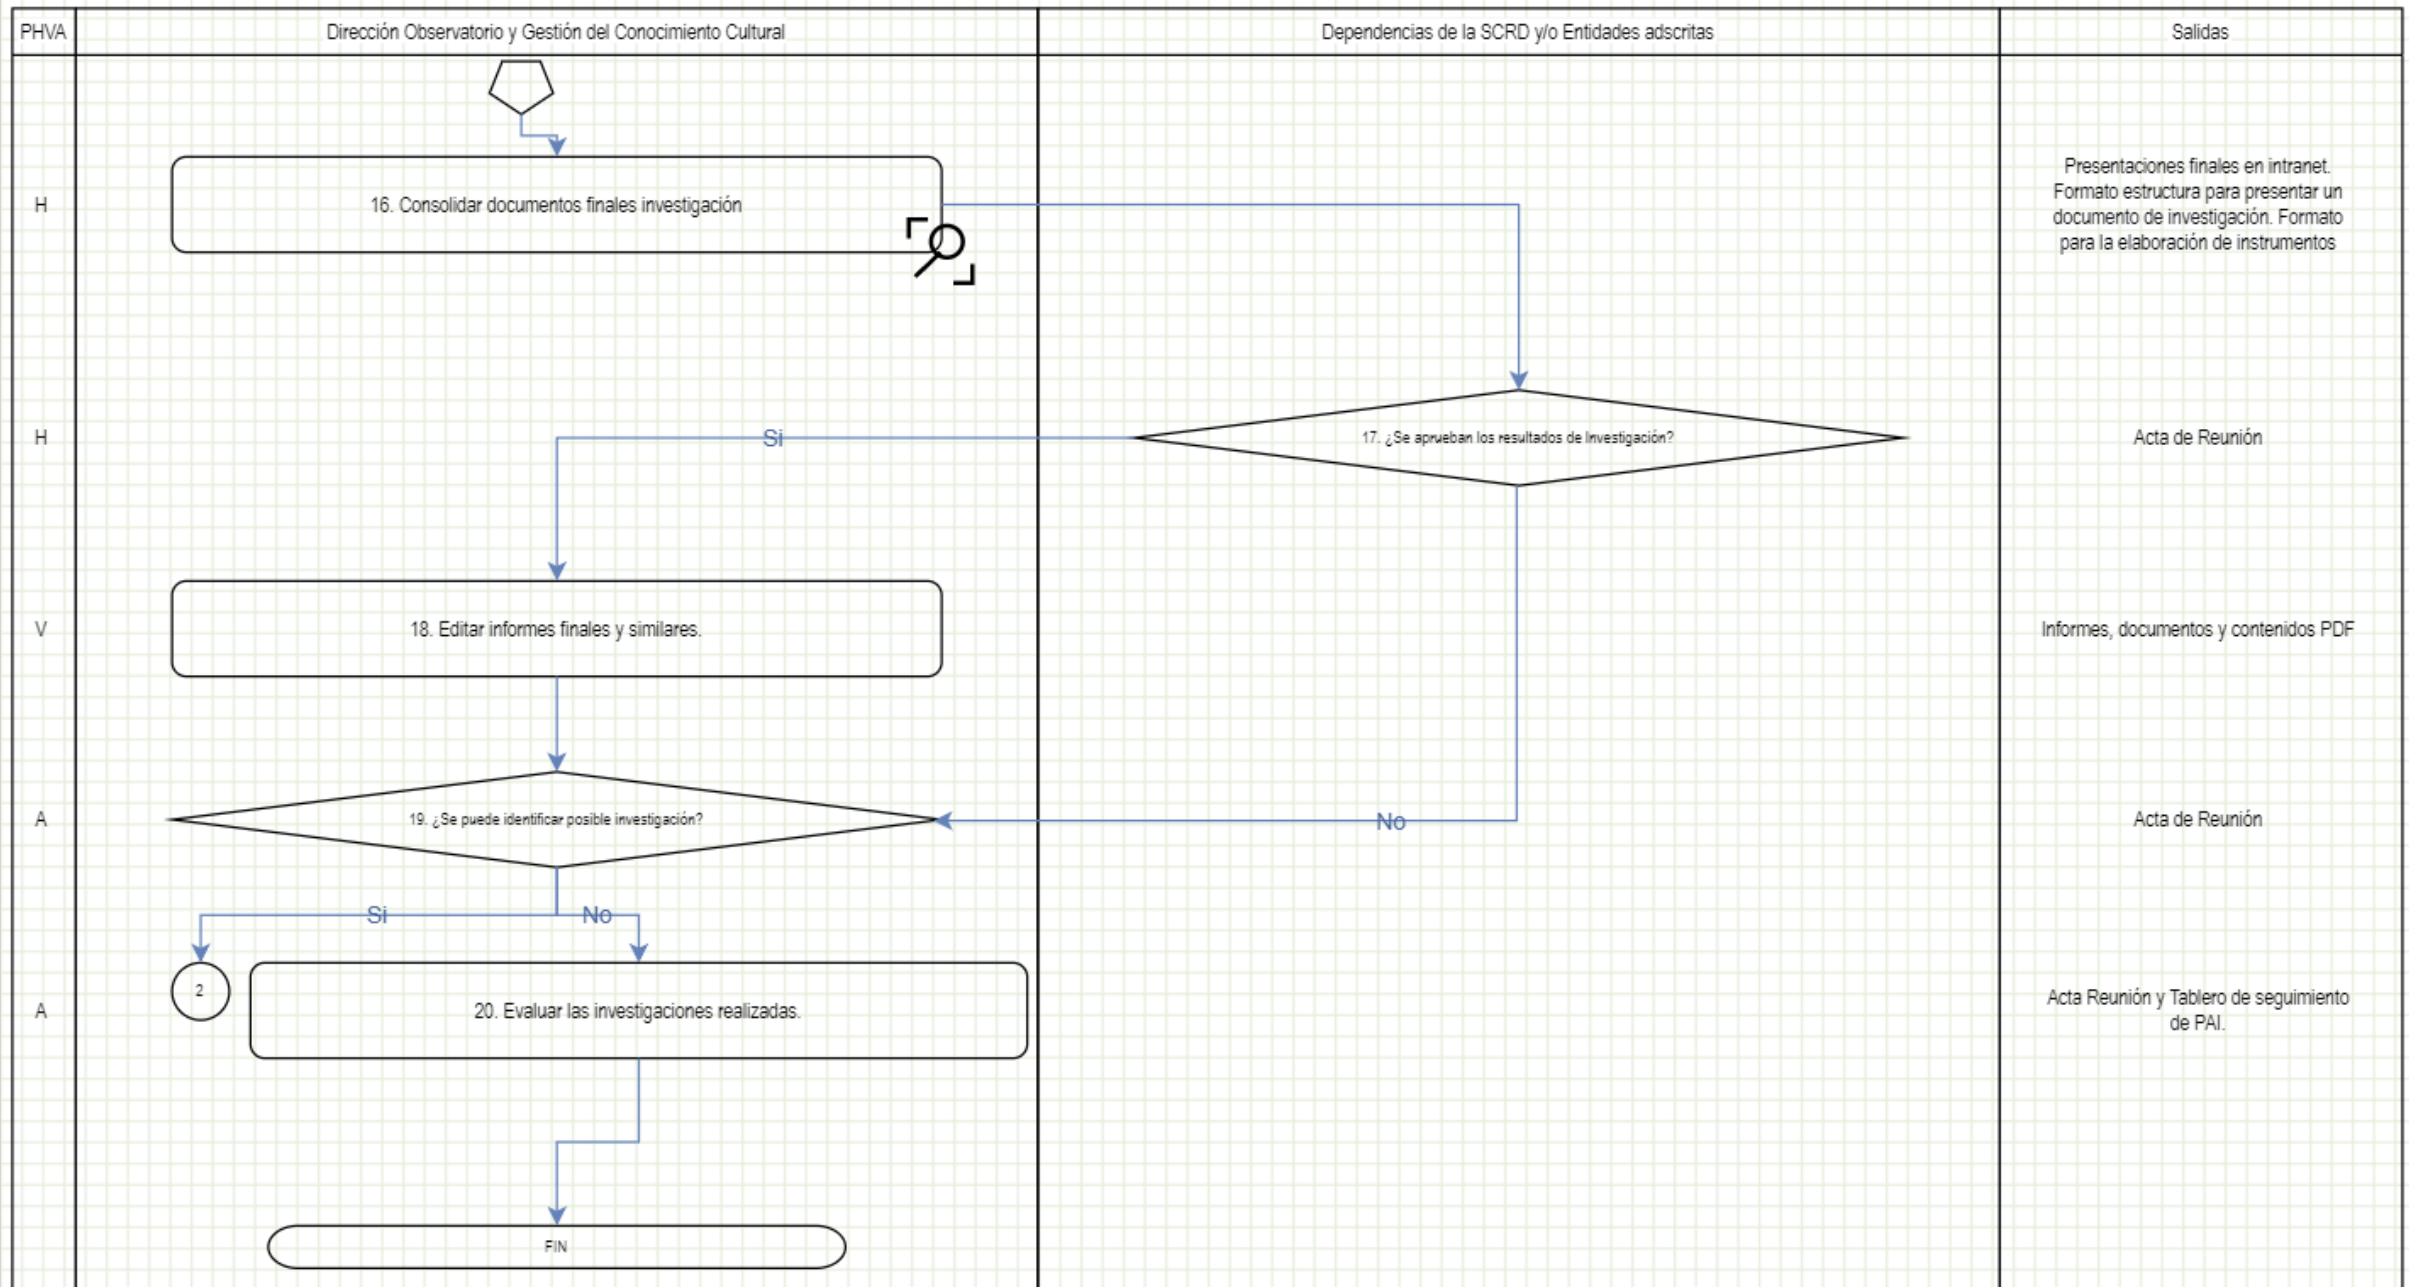 PHVA
Dirección Observatorio y Gestión del Conocimiento Cultural
Dependencias de la SCRD y/o Entidades adscritas
Salidas
H
16. Consolidar documentos finales investigación
Presentaciones finales en intranet.
Formato estructura para presentar un
documento de investigación. Formato
para la elaboración de instrumentos
H
Si
17. ¿Se aprueban los resultados de Investigación?
Acta de Reunión
V
18. Editar informes finales y similares.
Informes, documentos y contenidos PDF
A
19. ¿Se puede identificar posible investigación?
No
Acta de Reunión
Si
No
A
2
20. Evaluar las investigaciones realizadas.
Acta Reunión y Tablero de seguimiento
de PAI.
FIN